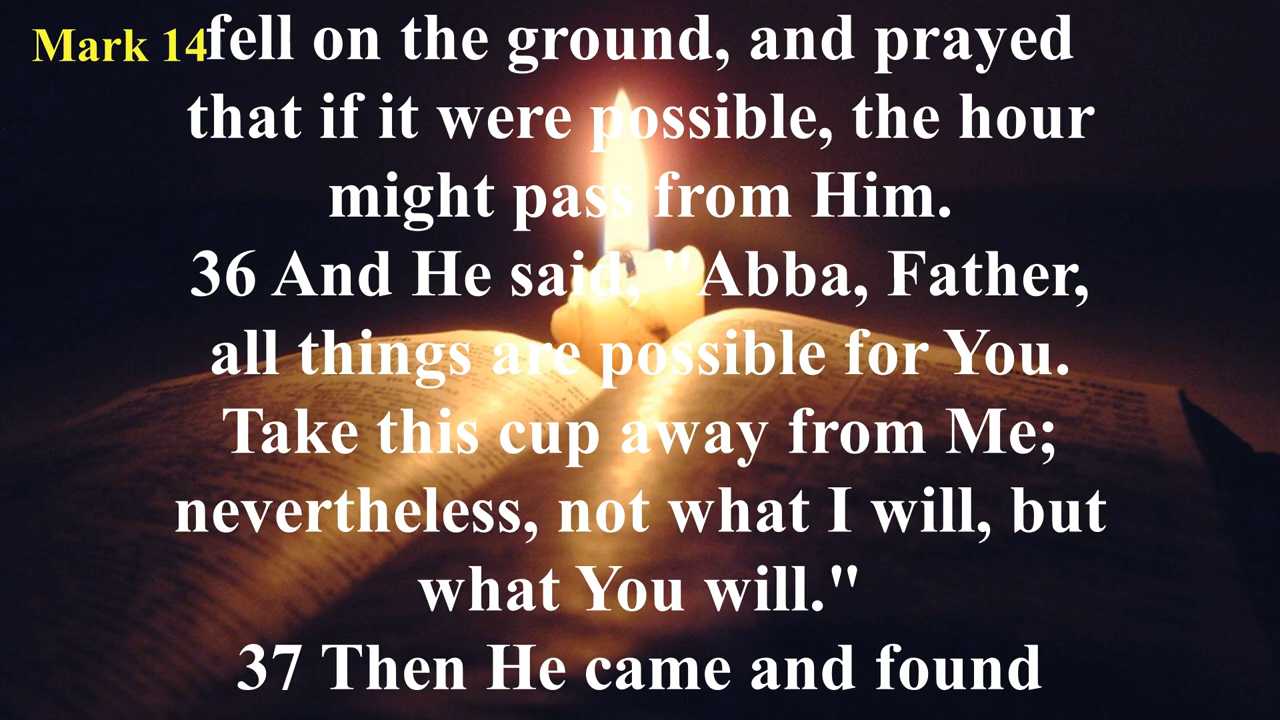 Mark 14
fell on the ground, and prayed
that if it were possible, the hour
might pass from Him.
36 And He said, "Abba, Father,
all things are possible for You.
Take this cup away from Me;
nevertheless, not what I will, but
what You will."
37 Then He came and found